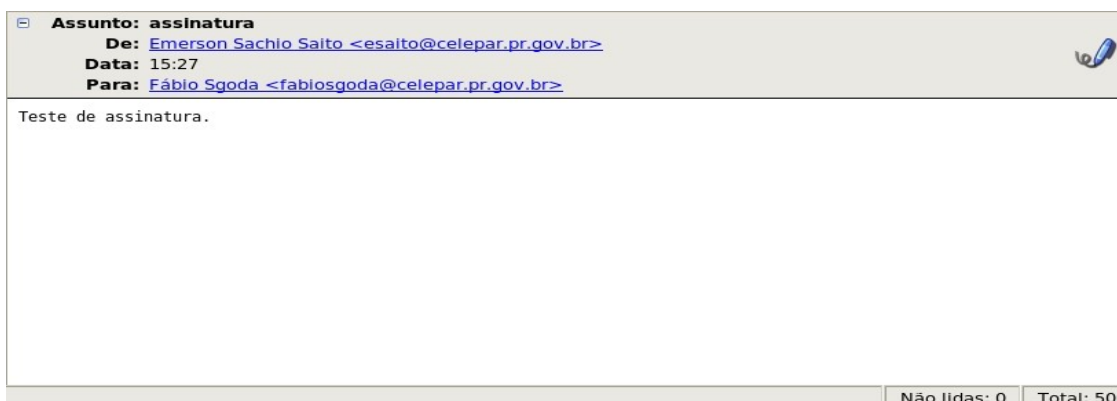 Assunto: assinatura
De: Emerson Sachio Saito <esaito@celepar.pr.gov.br>
Data: 15:27
Para: Fábio Sgoda <fabiosgoda@celepar.pr.gov.br>
Teste de assinatura.
Não lidas: 0 Total: 50